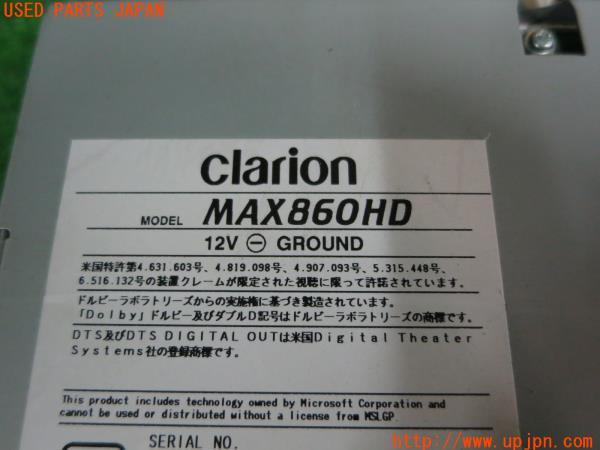 USED PARTS JAPAN
clarion
MODEL MAX860HD
12V ⊖ GROUND
米国特許第4.631.603号、4.819.098号、4.907.093号、5.315.448号、
6.516.132号の装置クレームが限定された視聴に限って許諾されています。
ドルビーラボラトリーズからの実施権に基づき製造されています。
「Dolby」ドルビー及びダブルD記号はドルビーラボラトリーズの商標です。
DTS及びDTS DIGITAL OUTは米国Digital Theater
Systems社の登録商標です。
This product includes technology owned by Microsoft Corporation and
cannot be used or distributed without a license from MSLGP
SERIAL NO.
http://www.upjpn.com/